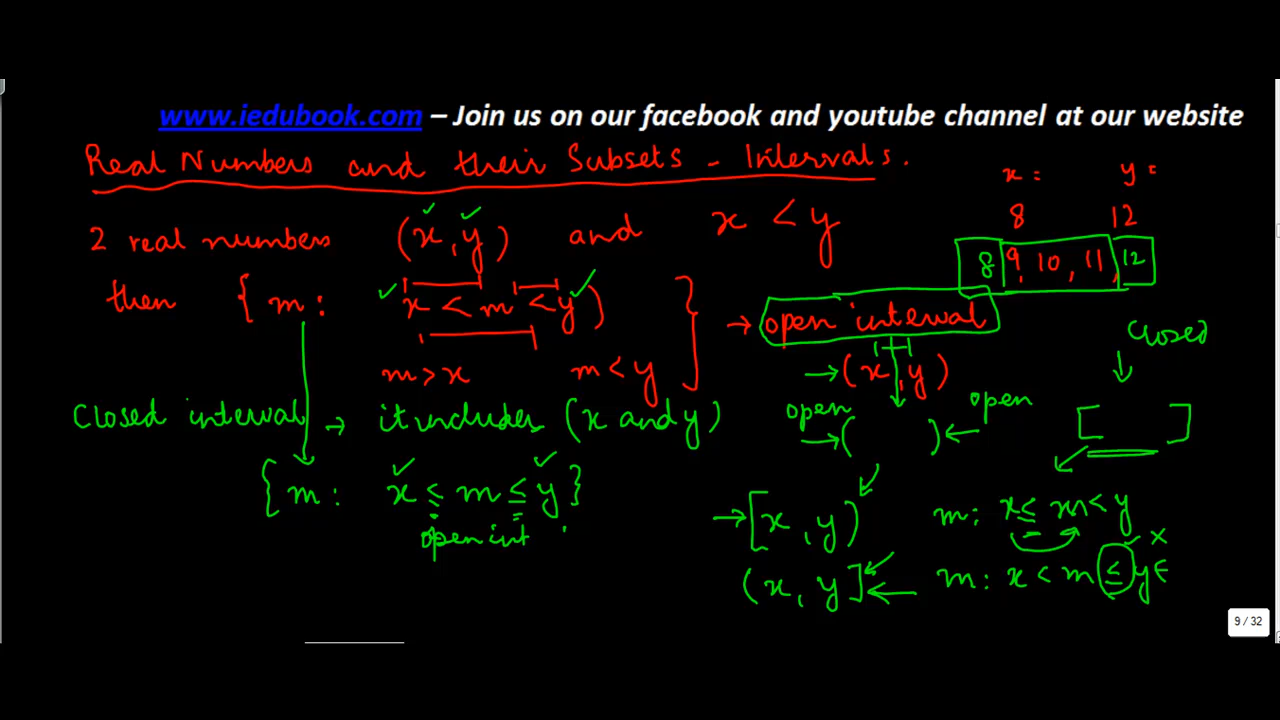 www.iedubook.com – Join us on our facebook and youtube channel at our website
Real Numbers and their Subsets - Intervals.
x = y =
8 12
2 real numbers (x, y) and x < y
8 9, 10, 11, 12
then { m: x < m < y) } → open interval
m > x m < y
→ (x, y)
closed
Closed interval → it includes (x and y)
open → ( ) ← open
[ ]
{ m: x ≤ m ≤ y }
open int
→ [x, y) m: x ≤ m < y
(x, y] ← m: x < m ≤ y
9 / 32